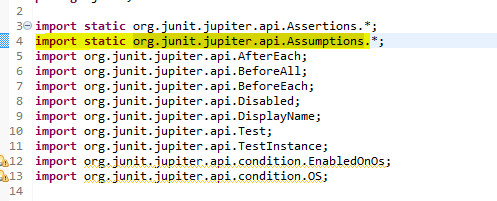 3 import static org.junit.jupiter.api.Assertions.*;
4 import static org.junit.jupiter.api.Assumptions.*;
5 import org.junit.jupiter.api.AfterEach;
6 import org.junit.jupiter.api.BeforeAll;
7 import org.junit.jupiter.api.BeforeEach;
8 import org.junit.jupiter.api.Disabled;
9 import org.junit.jupiter.api.DisplayName;
10 import org.junit.jupiter.api.Test;
11 import org.junit.jupiter.api.TestInstance;
12 import org.junit.jupiter.api.condition.EnabledOnOs;
13 import org.junit.jupiter.api.condition.OS;
14